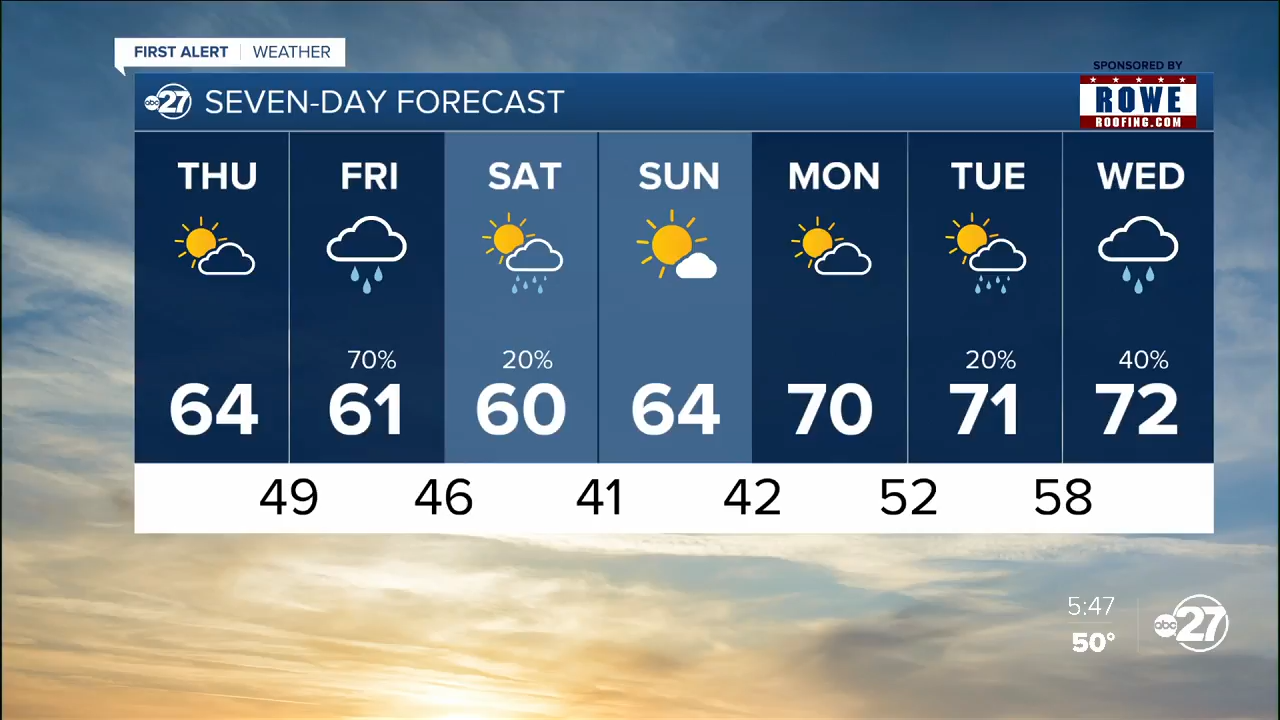 FIRST ALERT | WEATHER
SPONSORED BY
abc 27 SEVEN-DAY FORECAST
ROWE
ROOFING.COM
THU FRI SAT SUN MON TUE WED
70% 20% 20% 40%
64 61 60 64 70 71 72
49 46 41 42 52 58
5:47
50°
abc 27